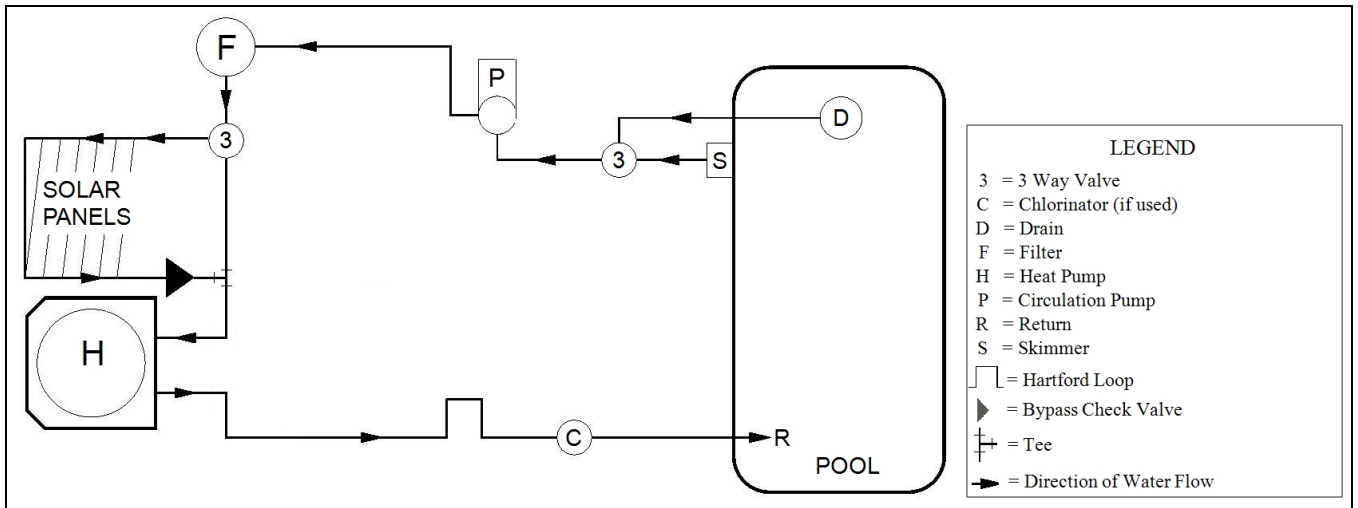 F
P
D
3
3
S
SOLAR
PANELS
H
C
R
POOL
LEGEND
3 = 3 Way Valve
C = Chlorinator (if used)
D = Drain
F = Filter
H = Heat Pump
P = Circulation Pump
R = Return
S = Skimmer
= Hartford Loop
= Bypass Check Valve
= Tee
= Direction of Water Flow